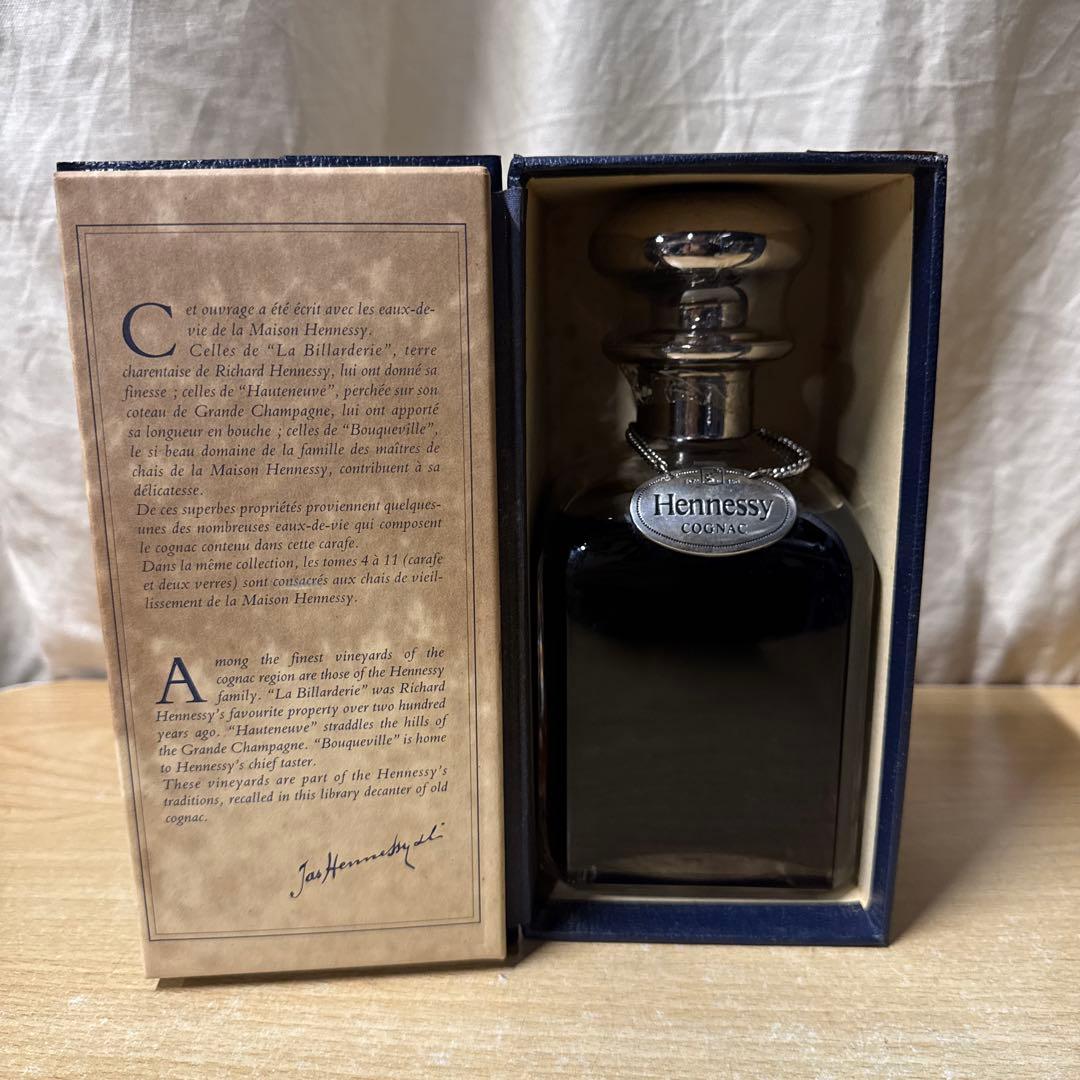 Cet ouvrage a été écrit avec les eaux-de-
vie de la Maison Hennessy.
Celles de "La Billarderie", terre
charentaise de Richard Hennessy, lui ont donné sa
finesse ; celles de "Hauteneuve", perchée sur son
coteau de Grande Champagne, lui ont apporté
sa longueur en bouche ; celles de "Bouqueville",
le si beau domaine de la famille des maîtres de
chais de la Maison Hennessy, contribuent à sa
délicatesse.
De ces superbes propriétés proviennent quelques-
unes des nombreuses eaux-de-vie qui composent
le cognac contenu dans cette carafe.
Dans la même collection, les tomes 4 à 11 (carafe
et deux verres) sont consacrés aux chais de vieil-
lissement de la Maison Hennessy.
Among the finest vineyards of the
cognac region are those of the Hennessy
family. "La Billarderie" was Richard
Hennessy's favourite property over two hundred
years ago. "Hauteneuve" straddles the hills of
the Grande Champagne. "Bouqueville" is home
to Hennessy's chief taster.
These vineyards are part of the Hennessy's
traditions, recalled in this library decanter of old
cognac.
Jas Hennessy
Hennessy
COGNAC